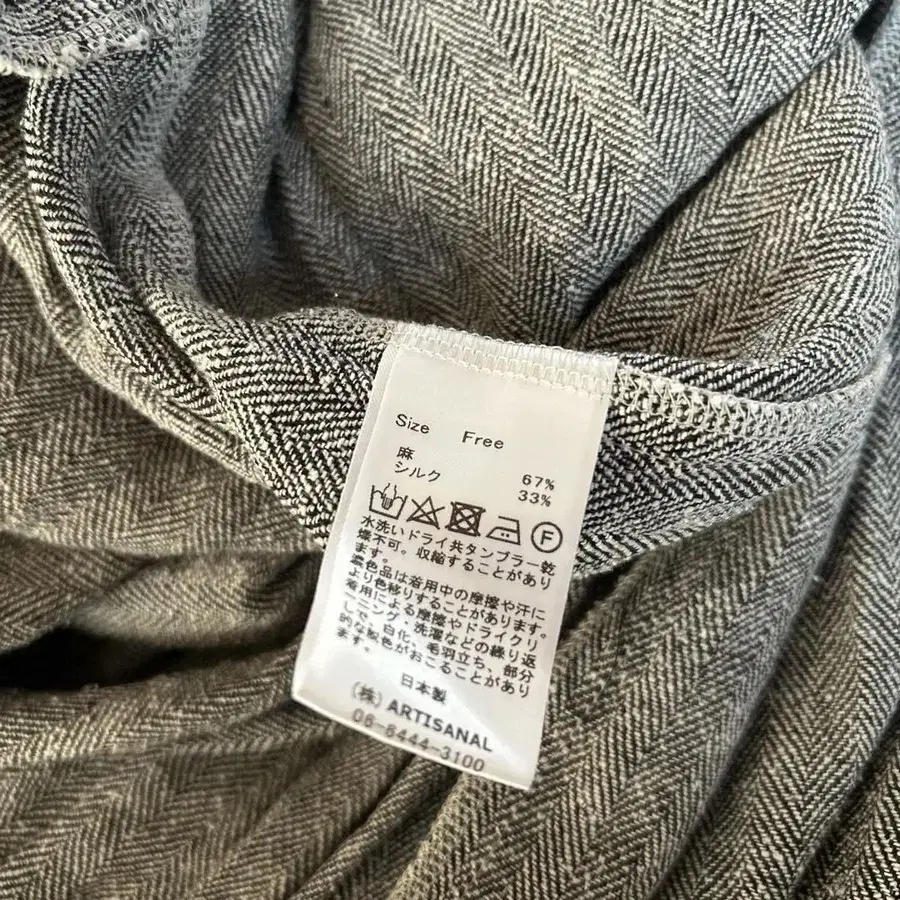 Size Free
麻 67%
シルク 33%
F
水洗いドライ共タンブラー乾
燥不可。収縮することがあり
ます。
濃色品は着用中の摩擦や汗に
より色移りすることがあります。
着用による摩擦やドライクリ
ーニング・洗濯などの繰り返
しで、白化、毛羽立ち、部分
的な脱色がおこることがあり
ます。
日本製
(株) ARTISANAL
06-6444-3100